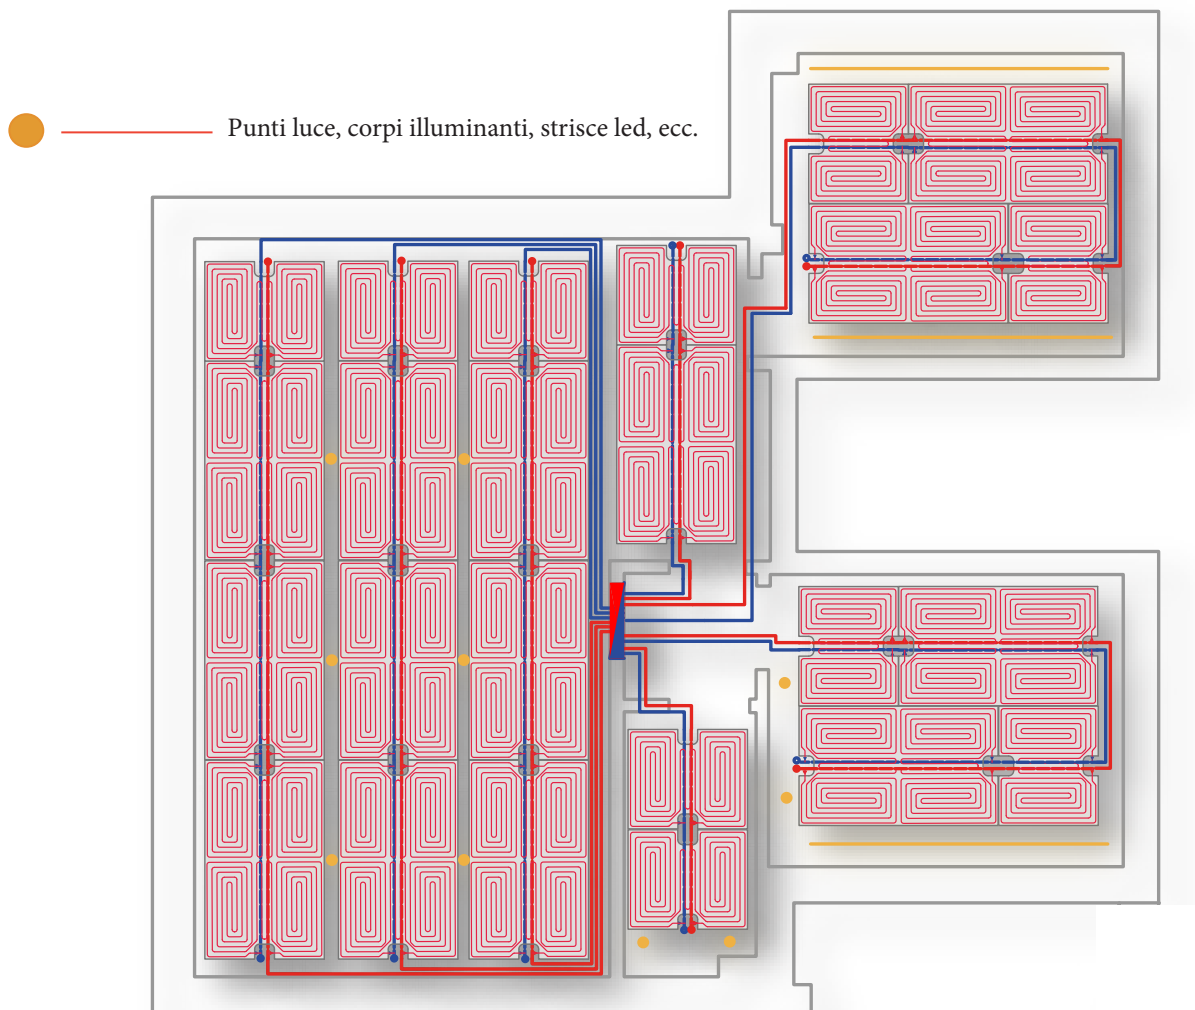 Punti luce, corpi illuminanti, strisce led, ecc.